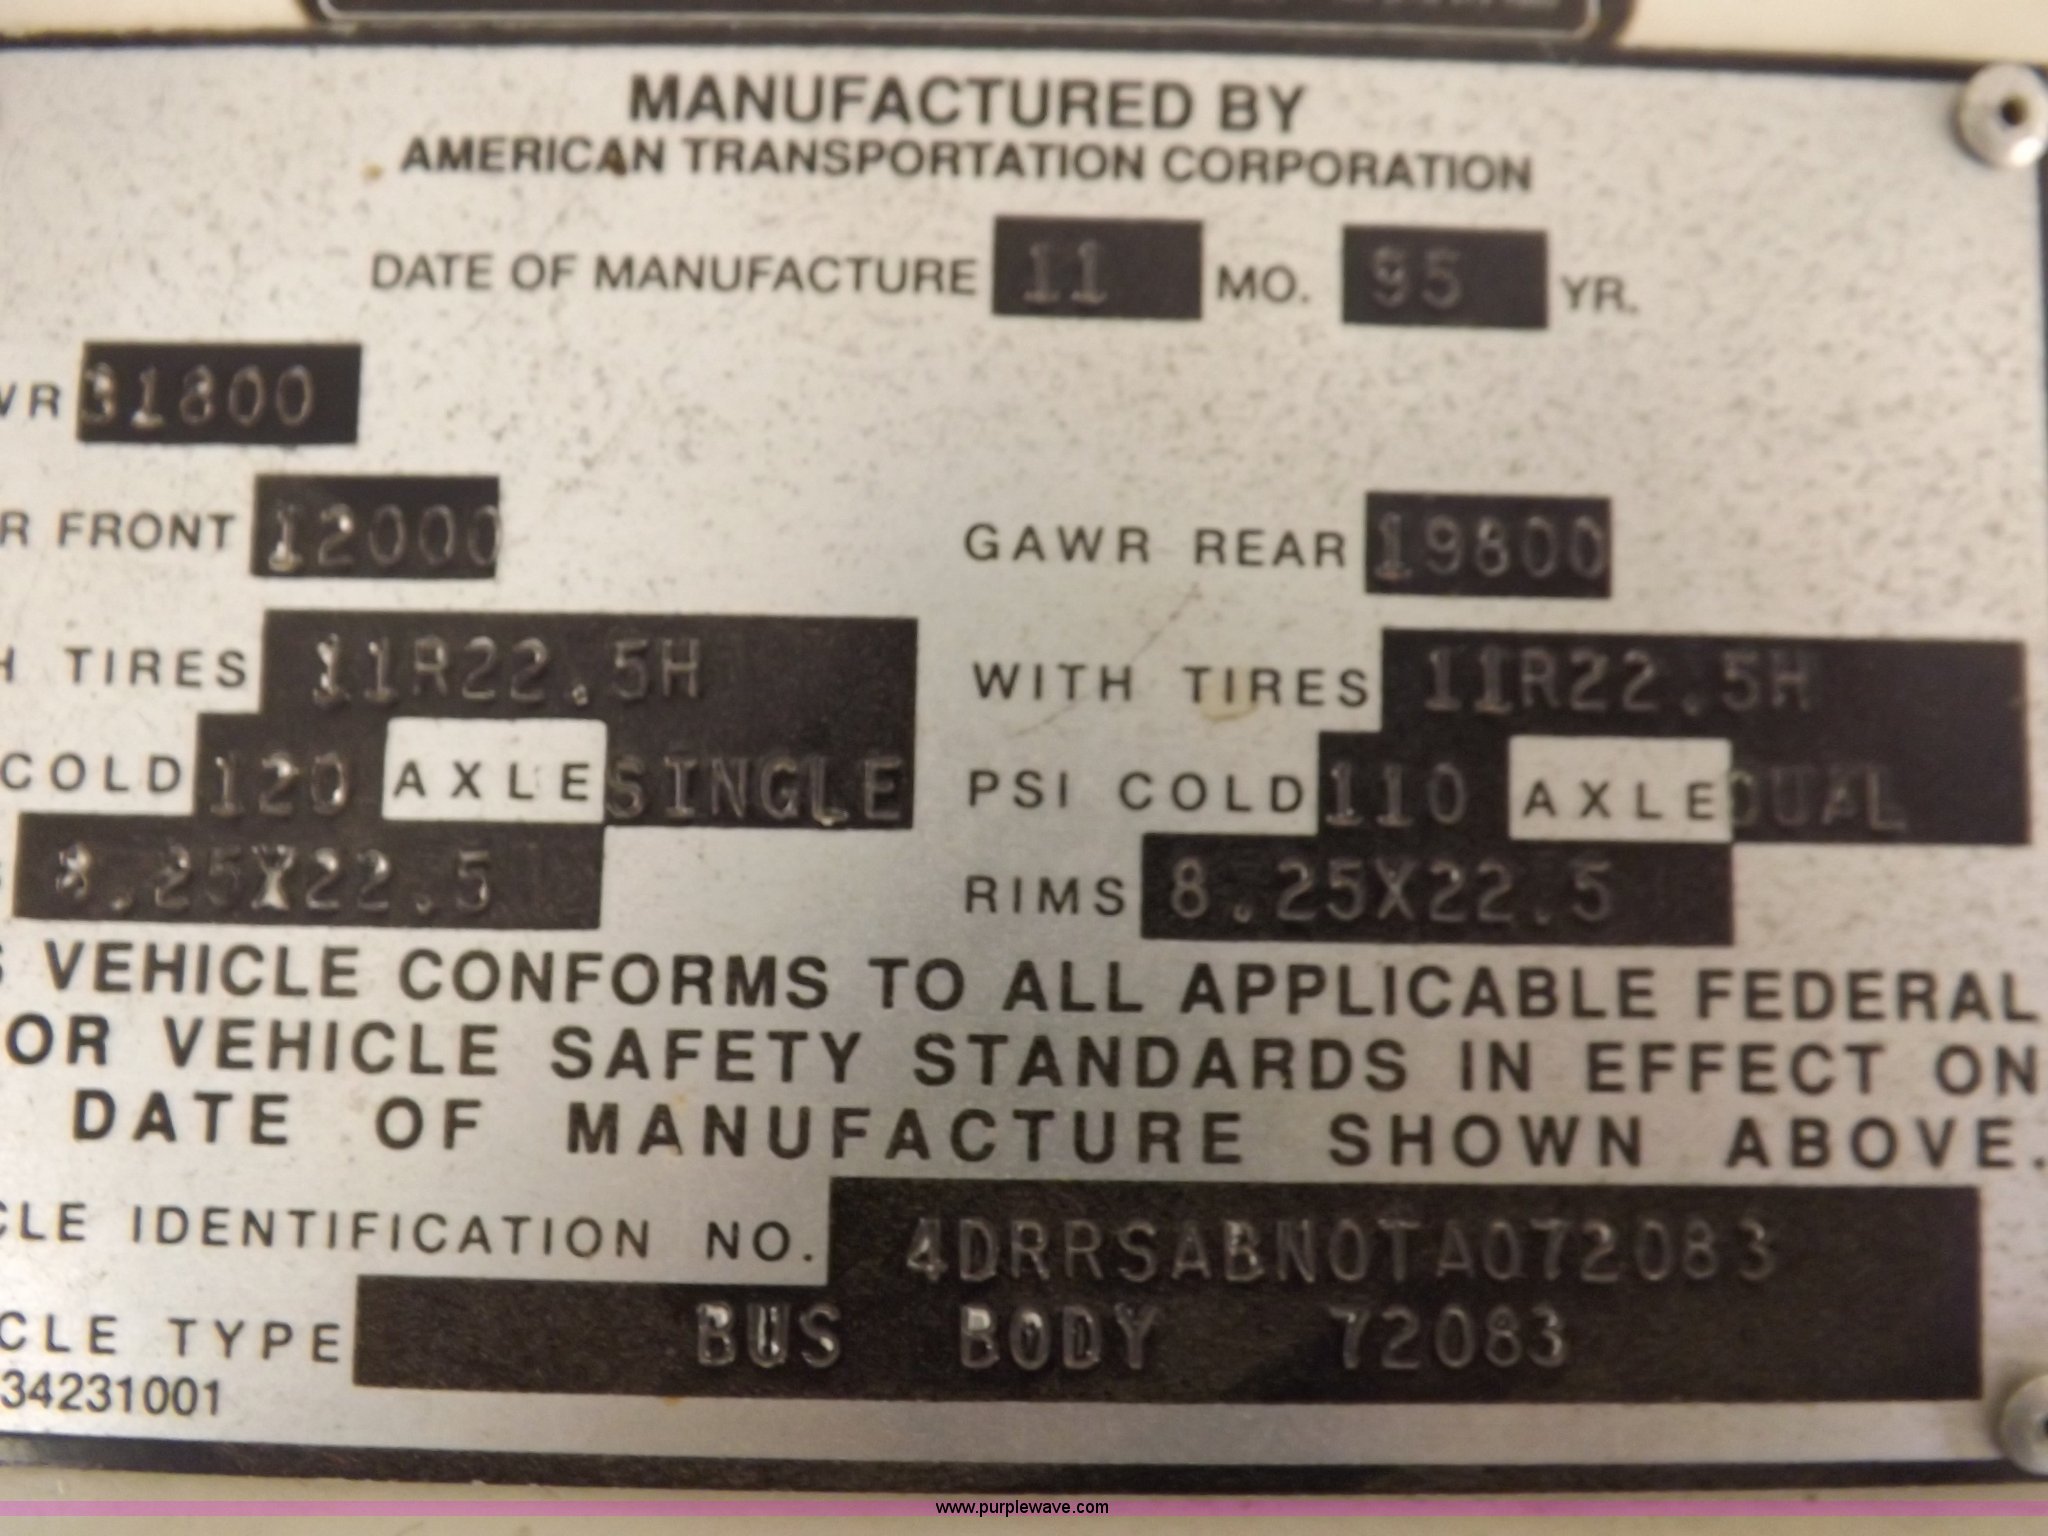 MANUFACTURED BY
AMERICAN TRANSPORTATION CORPORATION
DATE OF MANUFACTURE 11 MO. 95 YR.
WR 31800
R FRONT 12000 GAWR REAR 19800
H TIRES 11R22.5H WITH TIRES 11R22.5H
COLD 120 AXLE SINGLE PSI COLD 110 AXLE DUAL
8.25X22.5 RIMS 8.25X22.5
S VEHICLE CONFORMS TO ALL APPLICABLE FEDERAL
OR VEHICLE SAFETY STANDARDS IN EFFECT ON
DATE OF MANUFACTURE SHOWN ABOVE.
CLE IDENTIFICATION NO. 4DRRSABN0TA072083
CLE TYPE BUS BODY 72083
34231001
www.purplewave.com